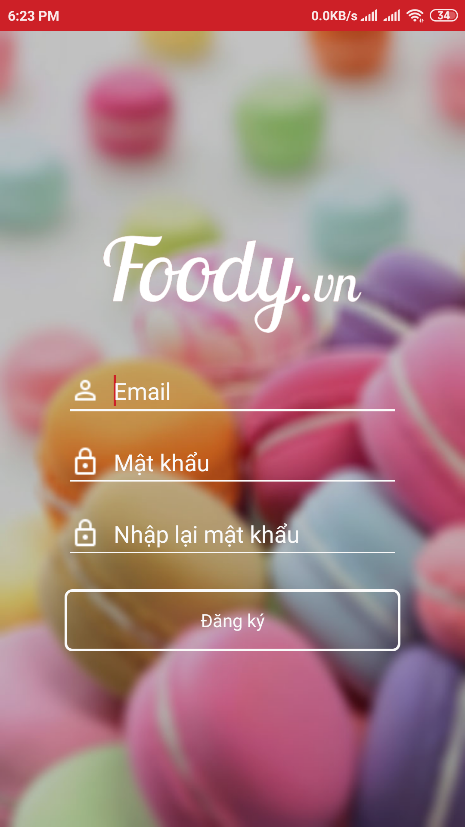 6:23 PM 0.0KB/s 34
Foody.vn
Email
Mật khẩu
Nhập lại mật khẩu
Đăng ký